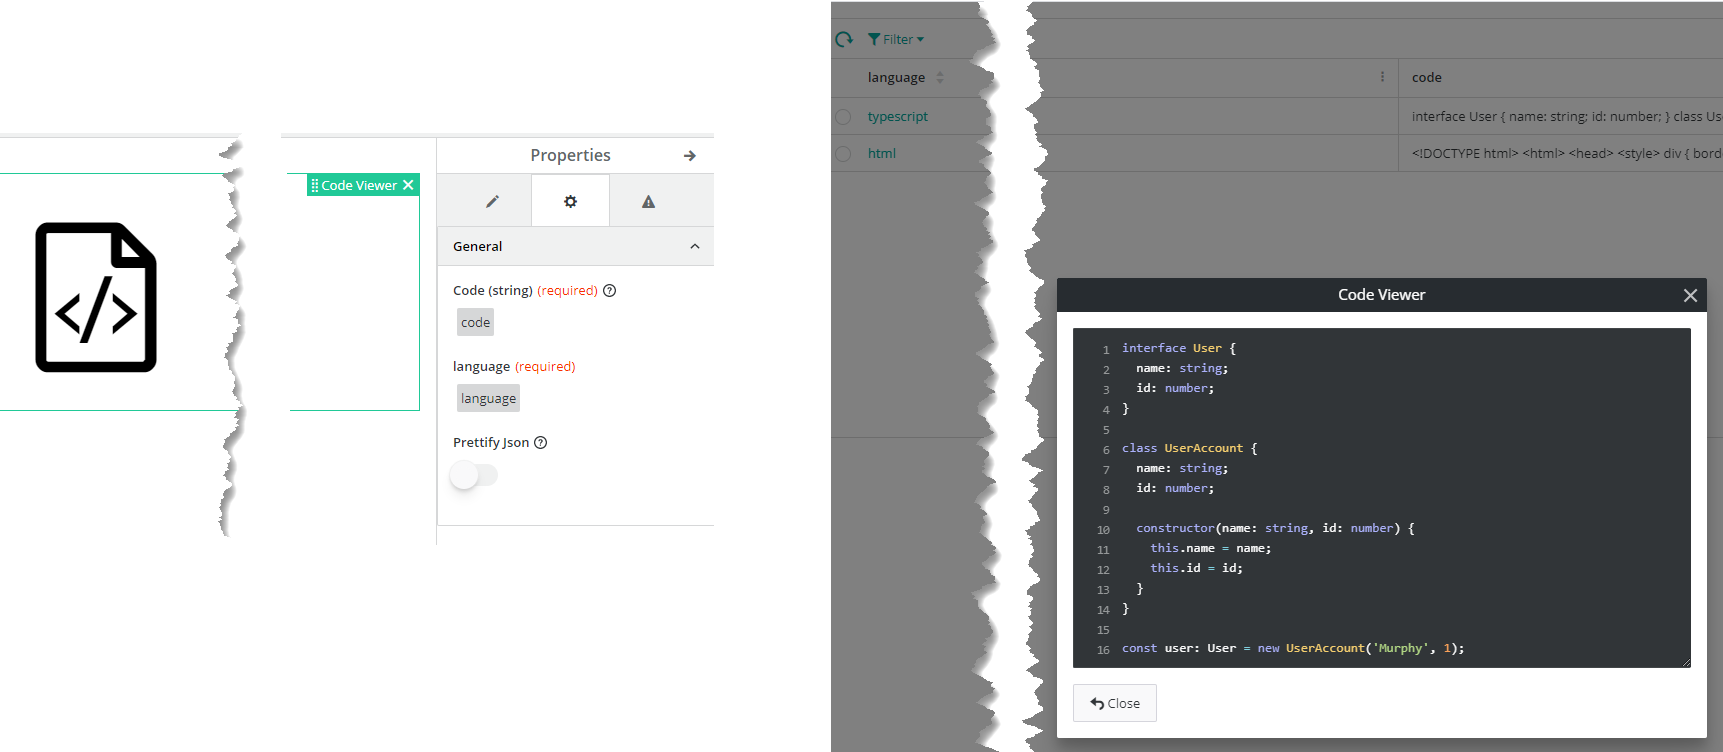 Code Viewer
</>
Properties
General
Code (string) (required)
code
language (required)
language
Prettify Json
Filter
language code
typescript interface User { name: string; id: number; } class Us
html <!DOCTYPE html> <html> <head> <style> div { bord
Code Viewer
1 interface User {
2 name: string;
3 id: number;
4 }
5
6 class UserAccount {
7 name: string;
8 id: number;
9
10 constructor(name: string, id: number) {
11 this.name = name;
12 this.id = id;
13 }
14 }
15
16 const user: User = new UserAccount('Murphy', 1);
Close